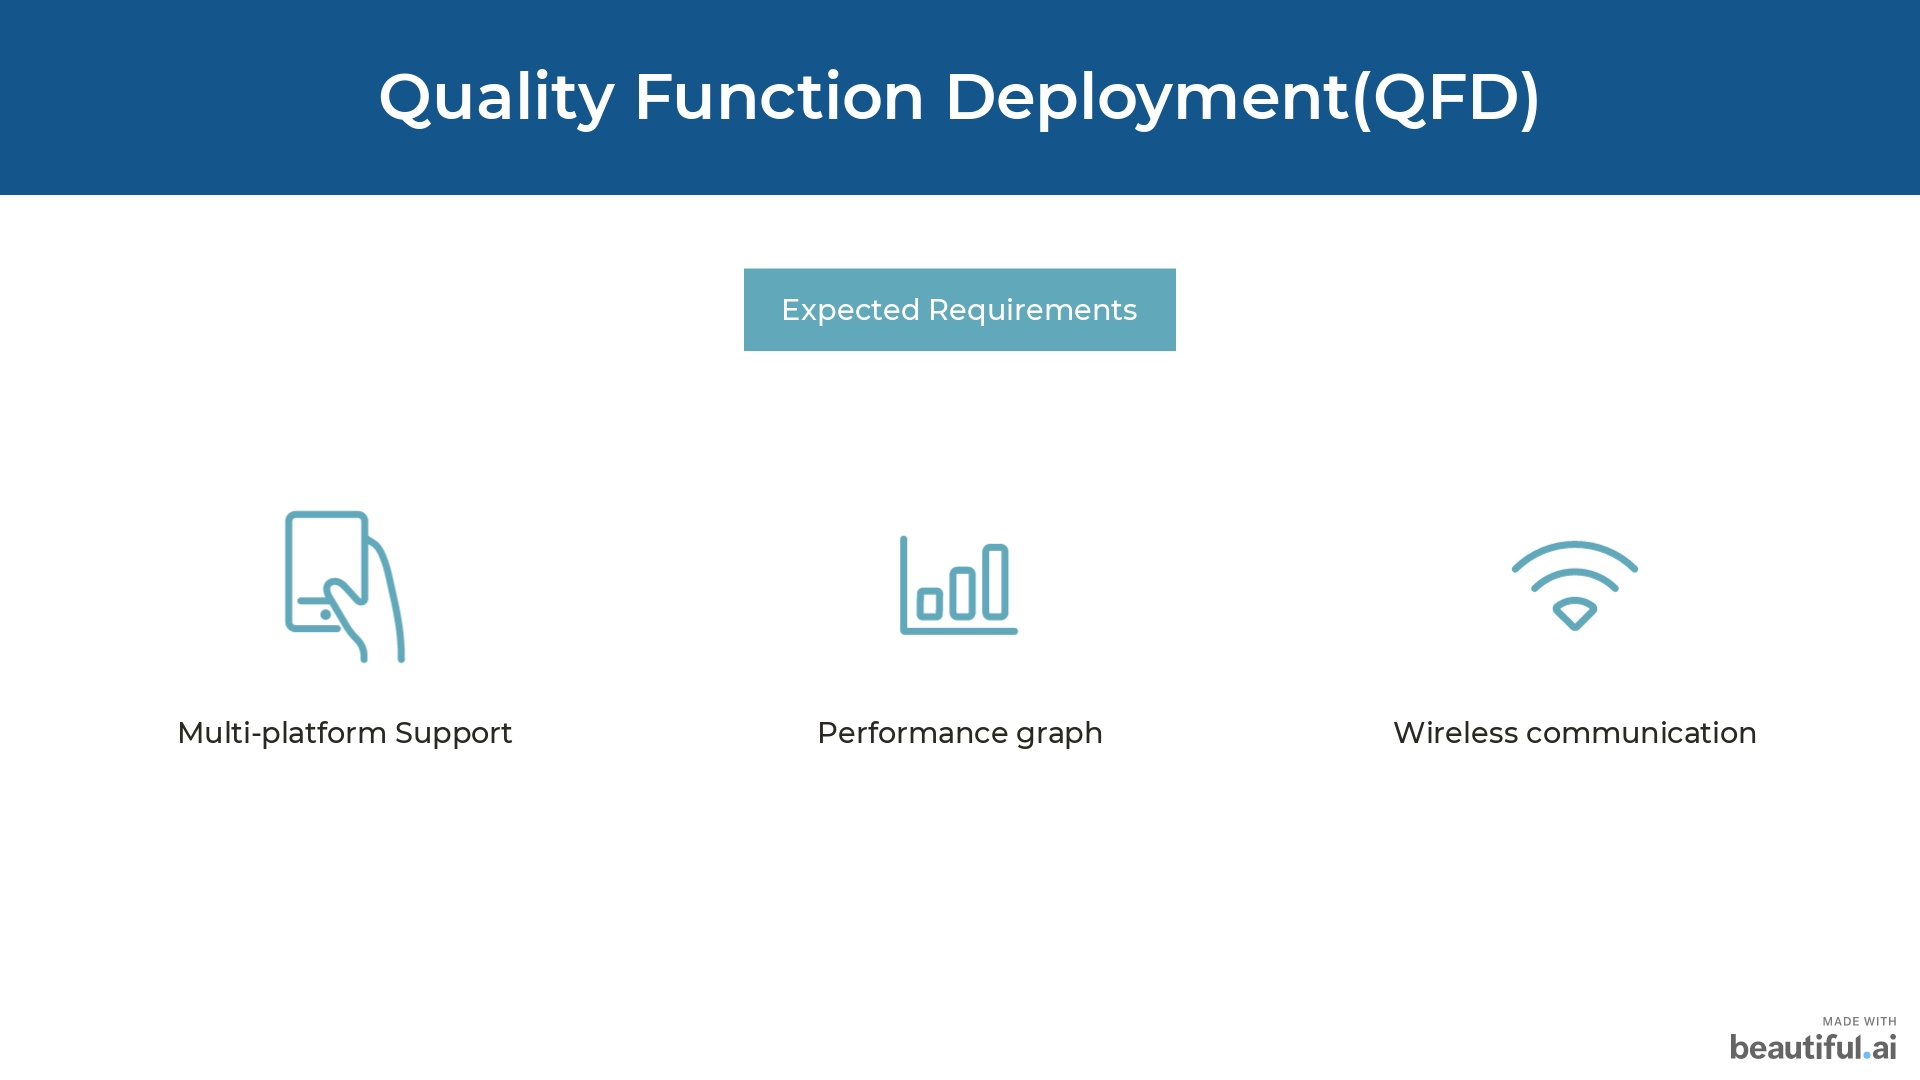 Quality Function Deployment(QFD)
Expected Requirements
Multi-platform Support
Performance graph
Wireless communication
MADE WITH
beautiful.ai